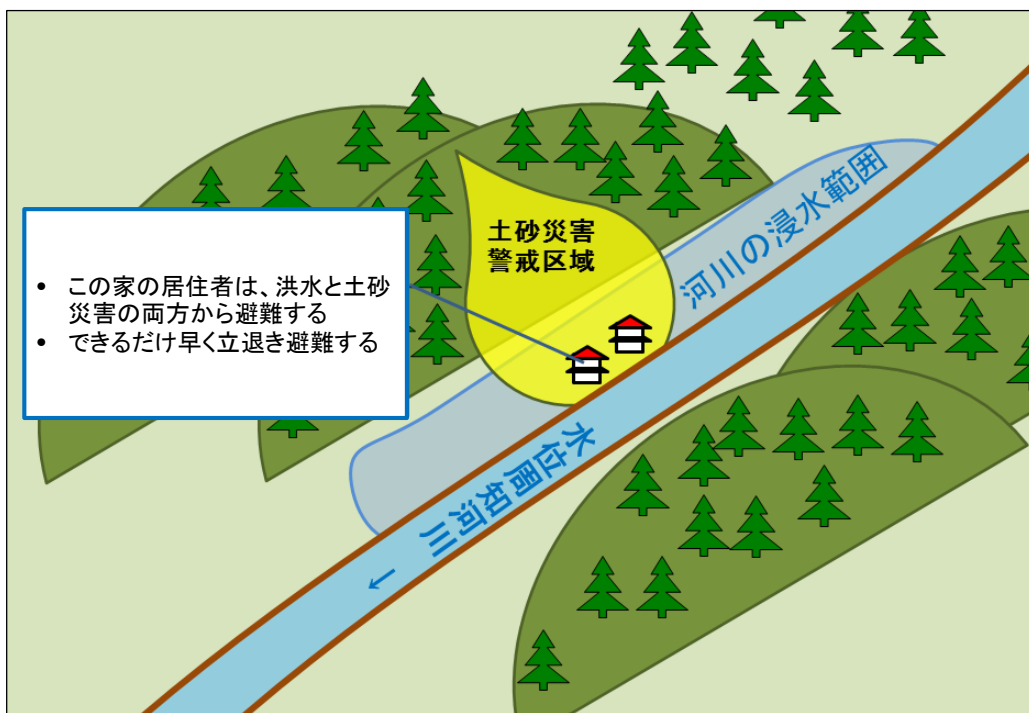 土砂災害
警戒区域
河川の浸水範囲
• この家の居住者は、洪水と土砂
災害の両方から避難する
• できるだけ早く立退き避難する
水位周知河川
←